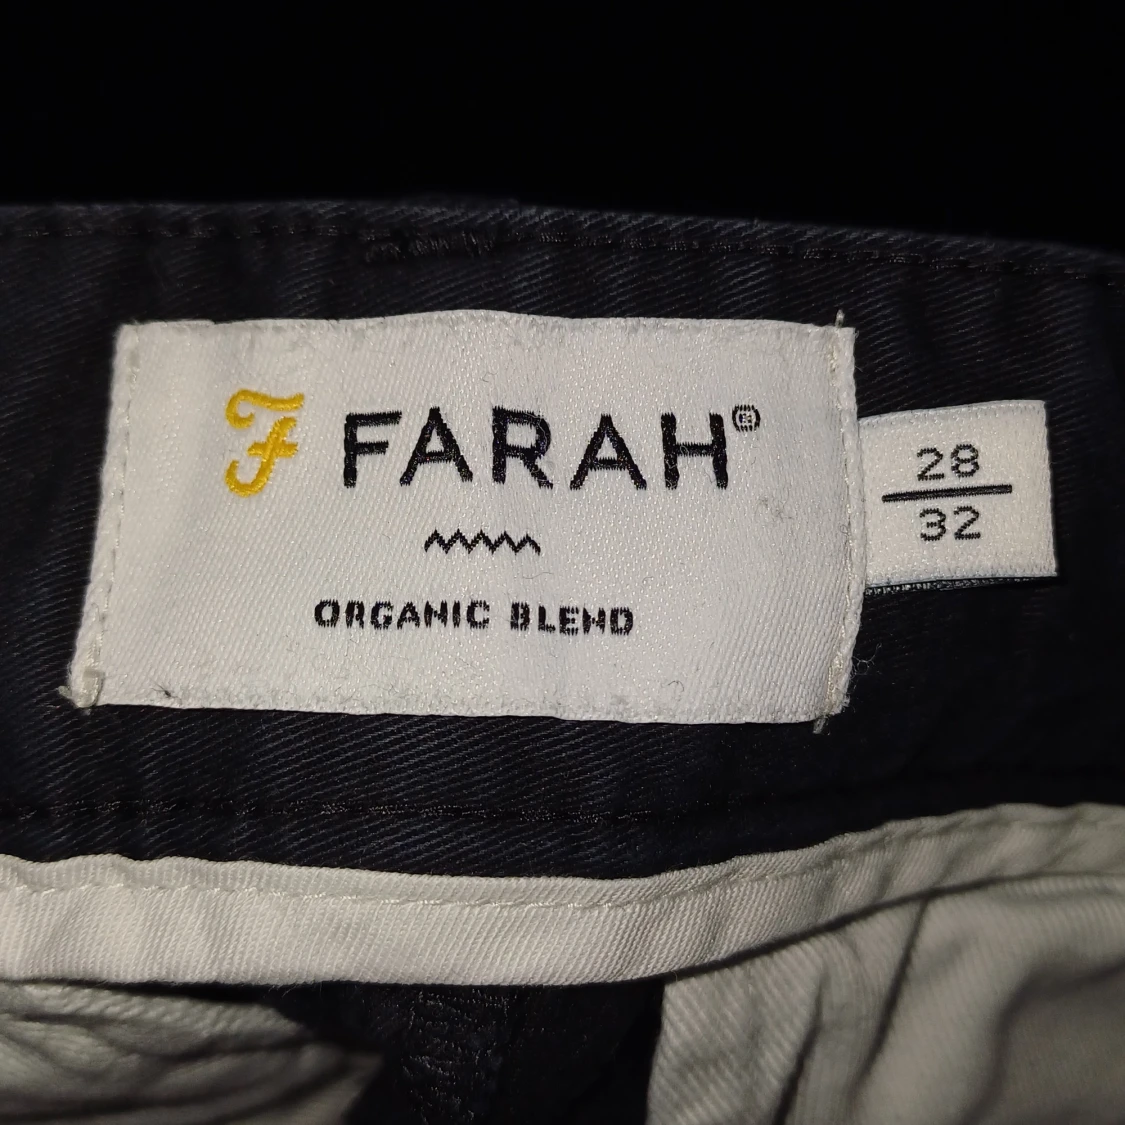 F FARAH®
ORGANIC BLEND
28
32